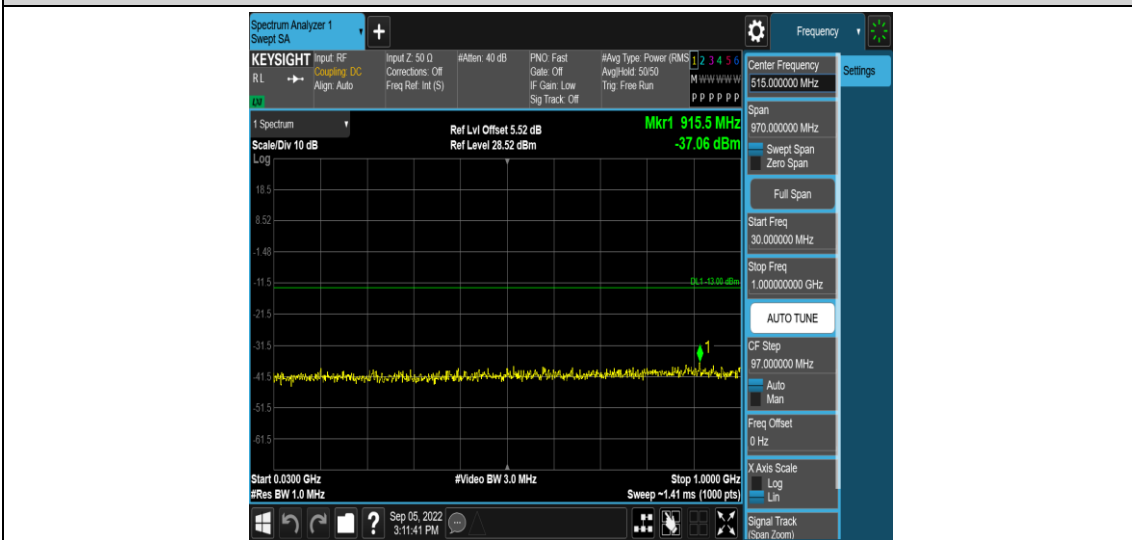 Spectrum Analyzer 1
Swept SA
Frequency
KEYSIGHT
RL
Input: RF
Coupling: DC
Align: Auto
Input Z: 50 Ω
Corrections: Off
Freq Ref: Int (S)
#Atten: 40 dB
PNO: Fast
Gate: Off
IF Gain: Low
Sig Track: Off
#Avg Type: Power (RMS
Avg|Hold: 50/50
Trig: Free Run
1 2 3 4 5 6
M W W W W W
P P P P P P
1 Spectrum
Scale/Div 10 dB
Log
Ref Lvl Offset 5.52 dB
Ref Level 28.52 dBm
Mkr1 915.5 MHz
-37.06 dBm
18.5
8.52
-1.48
-11.5
-21.5
-31.5
-41.5
-51.5
-61.5
DL1 -13.00 dBm
1
Start 0.0300 GHz
#Res BW 1.0 MHz
#Video BW 3.0 MHz
Stop 1.0000 GHz
Sweep ~1.41 ms (1000 pts)
Sep 05, 2022
3:11:41 PM
Settings
Center Frequency
515.000000 MHz
Span
970.000000 MHz
Swept Span
Zero Span
Full Span
Start Freq
30.000000 MHz
Stop Freq
1.000000000 GHz
AUTO TUNE
CF Step
97.000000 MHz
Auto
Man
Freq Offset
0 Hz
X Axis Scale
Log
Lin
Signal Track
(Span Zoom)